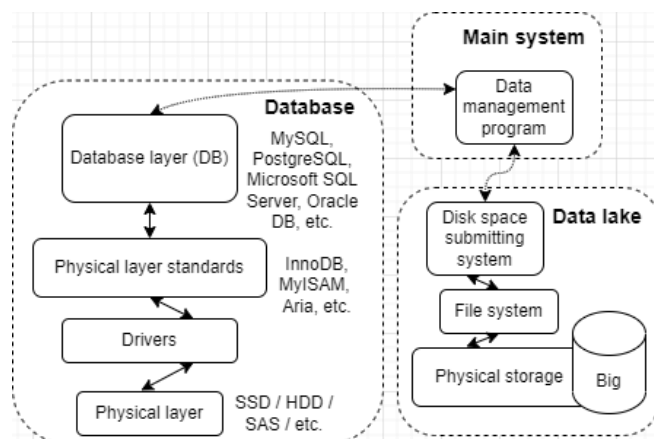 Main system
Data
management
program
Database
Database layer (DB)
MySQL,
PostgreSQL,
Microsoft SQL
Server, Oracle
DB, etc.
Physical layer standards
InnoDB,
MyISAM,
Aria, etc.
Drivers
Physical layer
SSD / HDD /
SAS / etc.
Data lake
Disk space
submitting
system
File system
Physical storage
Big